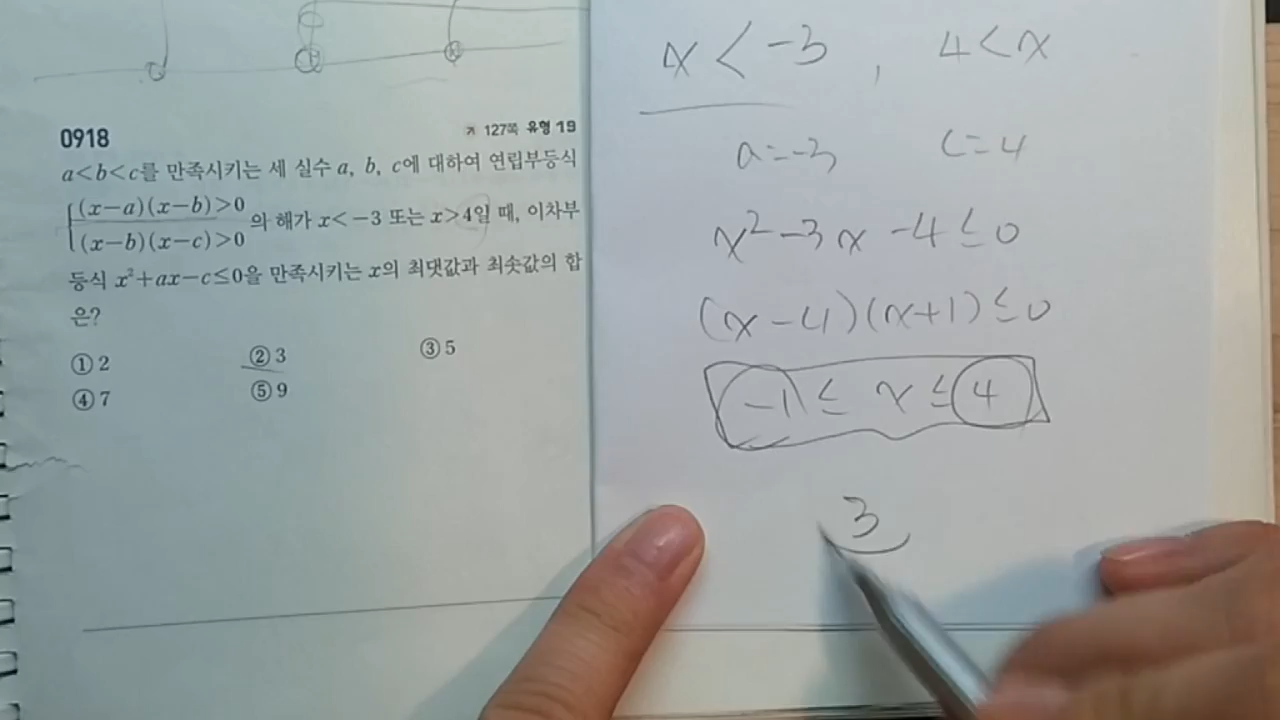 0918
127쪽 유형 19
a<b<c를 만족시키는 세 실수 a, b, c에 대하여 연립부등식
(x-a)(x-b)>0
(x-b)(x-c)>0
의 해가 x<-3 또는 x>4일 때, 이차부
등식 x²+ax-c≤0을 만족시키는 x의 최댓값과 최솟값의 합
은?
① 2 ② 3 ③ 5
④ 7 ⑤ 9
x < -3 , 4 < x
a=-3 c=4
x²-3x-4≤0
(x-4)(x+1)≤0
-1 ≤ x ≤ 4
3